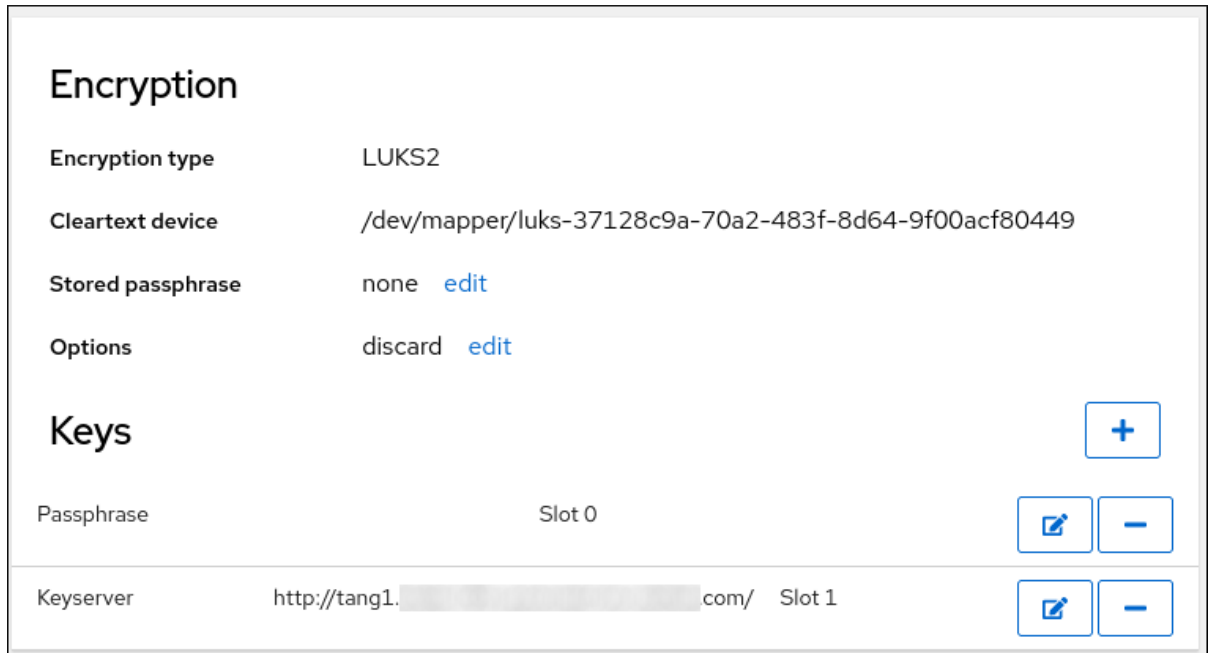 Encryption
Encryption type LUKS2
Cleartext device /dev/mapper/luks-37128c9a-70a2-483f-8d64-9f00acf80449
Stored passphrase none edit
Options discard edit
Keys
Passphrase Slot 0
Keyserver http://tang1. .com/ Slot 1